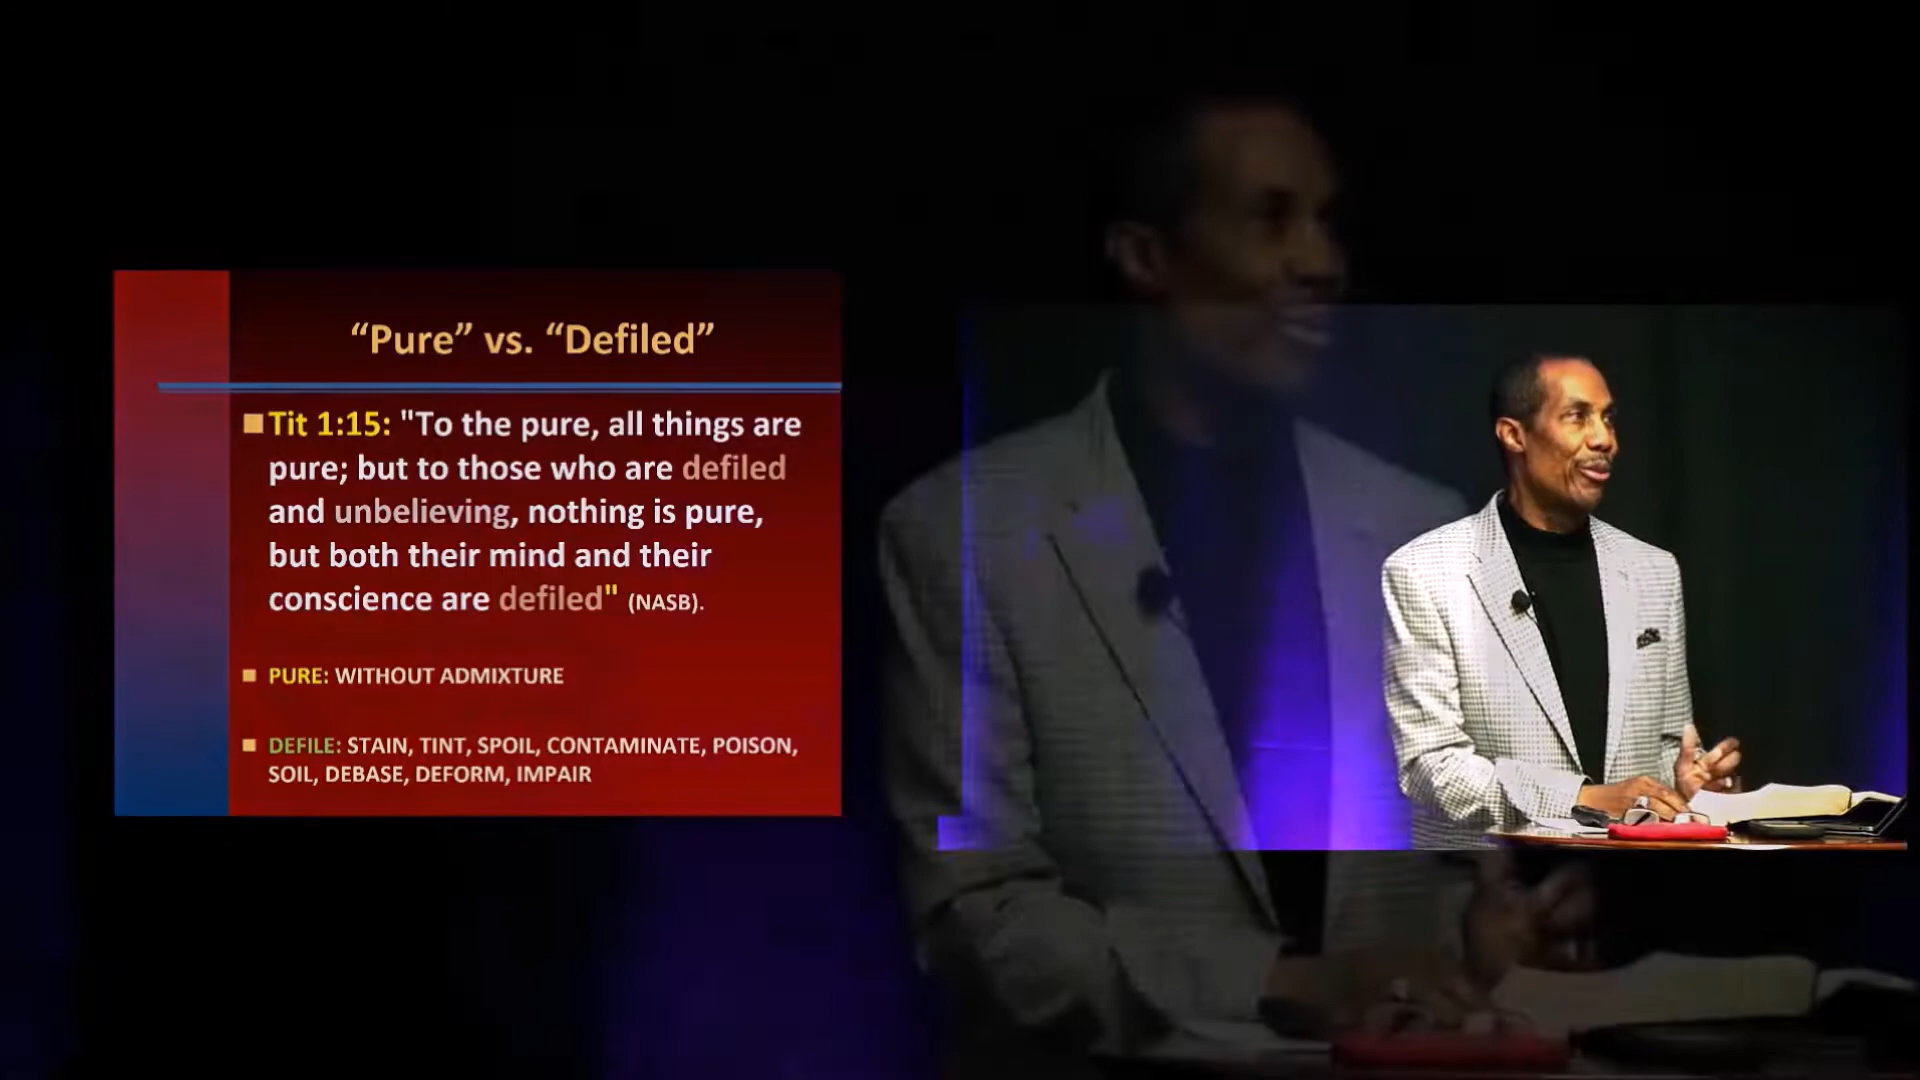 “Pure” vs. “Defiled”
Tit 1:15: "To the pure, all things are
pure; but to those who are defiled
and unbelieving, nothing is pure,
but both their mind and their
conscience are defiled" (NASB).
PURE: WITHOUT ADMIXTURE
DEFILE: STAIN, TINT, SPOIL, CONTAMINATE, POISON,
SOIL, DEBASE, DEFORM, IMPAIR